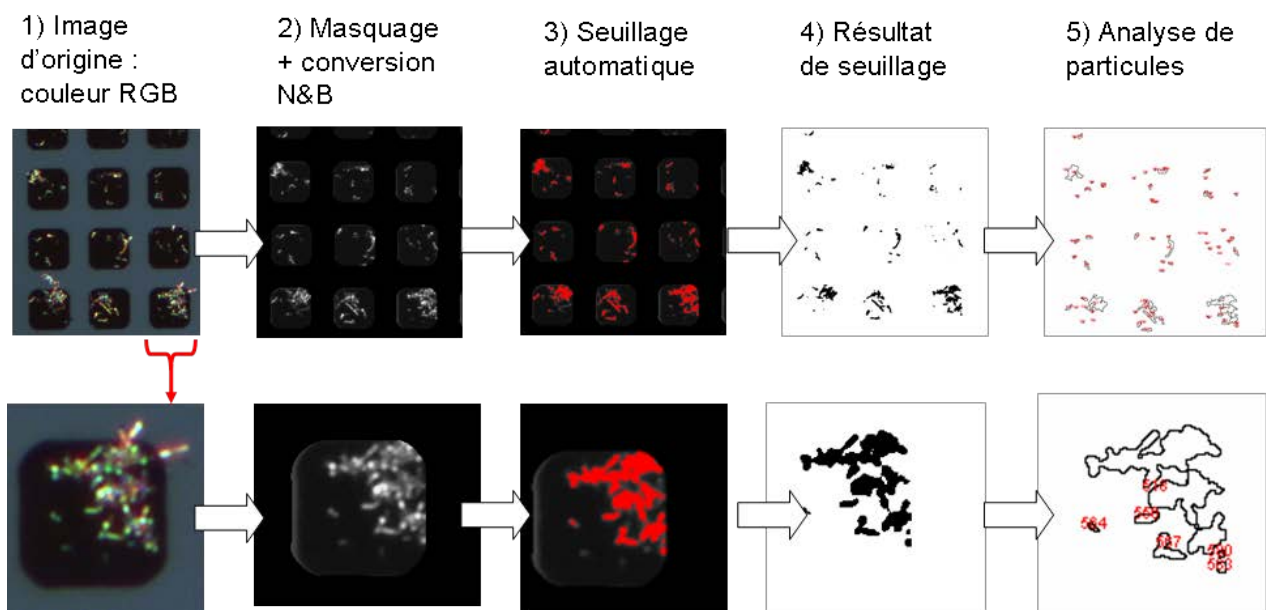 1) Image
d'origine :
couleur RGB
2) Masquage
+ conversion
N&B
3) Seuillage
automatique
4) Résultat
de seuillage
5) Analyse de
particules